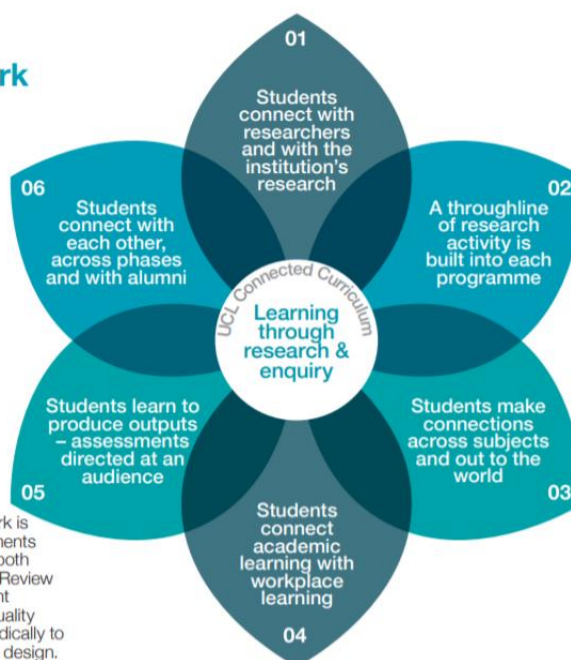 rk
01
Students
connect with
researchers
and with the
institution's
research
02
A throughline
of research
activity is
built into each
programme
Students make
connections
across subjects
and out to the
world
03
Students
connect
academic
learning with
workplace
learning
04
Students learn to
produce outputs
– assessments
directed at an
audience
05
06
Students
connect with
each other,
across phases
and with alumni
UCL Connected Curriculum
Learning
through
research &
enquiry
rk is
ments
both
Review
nt
uality
dically to
design.